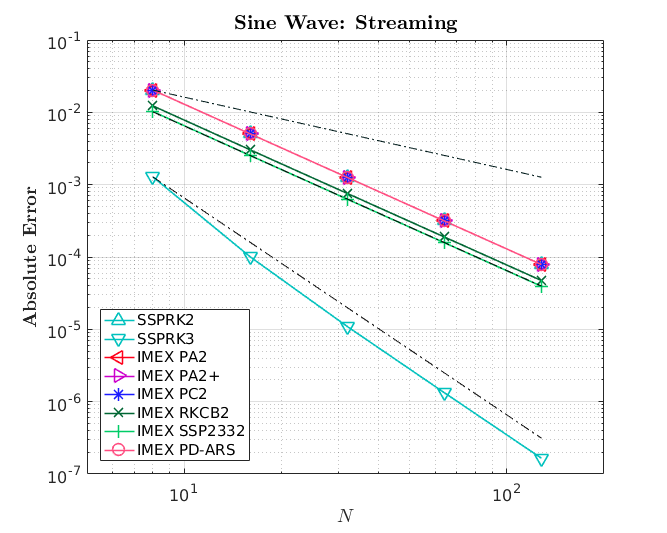 Sine Wave: Streaming
10^-1
10^-2
10^-3
10^-4
10^-5
10^-6
10^-7
Absolute Error
SSPRK2
SSPRK3
IMEX PA2
IMEX PA2+
IMEX PC2
IMEX RKCB2
IMEX SSP2332
IMEX PD-ARS
10^1
10^2
N